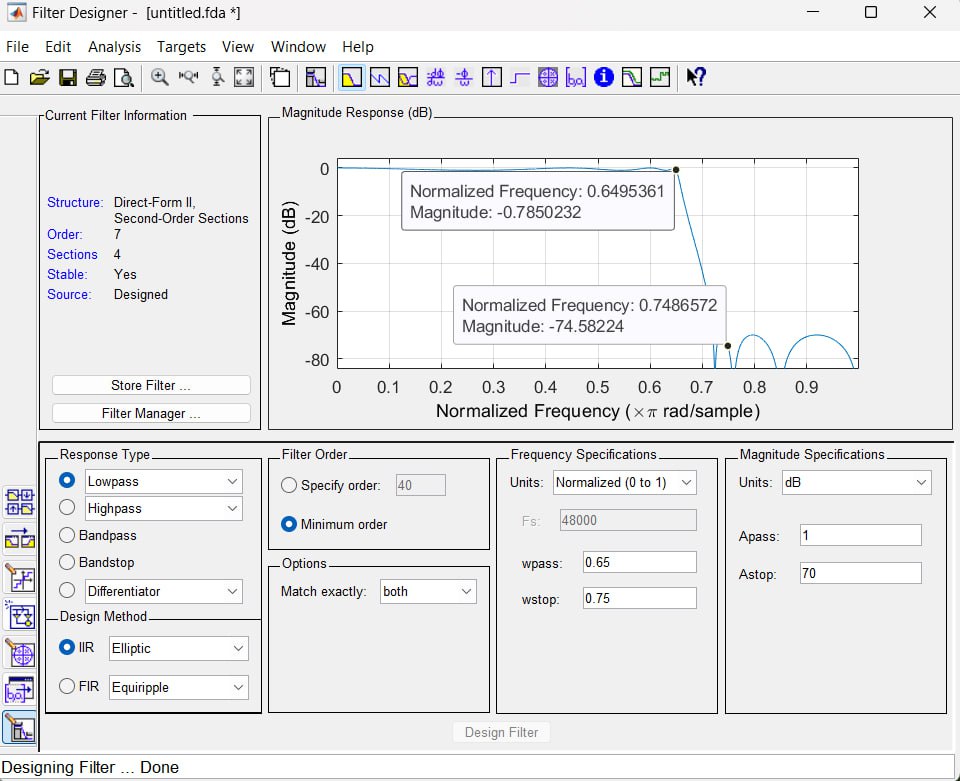 Filter Designer - [untitled.fda *]
File Edit Analysis Targets View Window Help
Current Filter Information
Structure: Direct-Form II,
Second-Order Sections
Order: 7
Sections 4
Stable: Yes
Source: Designed
Store Filter ...
Filter Manager ...
Magnitude Response (dB)
0
-20
-40
-60
-80
Magnitude (dB)
Normalized Frequency: 0.6495361
Magnitude: -0.7850232
Normalized Frequency: 0.7486572
Magnitude: -74.58224
0 0.1 0.2 0.3 0.4 0.5 0.6 0.7 0.8 0.9
Normalized Frequency (×π rad/sample)
Response Type
Lowpass
Highpass
Bandpass
Bandstop
Differentiator
Design Method
IIR Elliptic
FIR Equiripple
Filter Order
Specify order: 40
Minimum order
Options
Match exactly: both
Frequency Specifications
Units: Normalized (0 to 1)
Fs: 48000
wpass: 0.65
wstop: 0.75
Magnitude Specifications
Units: dB
Apass: 1
Astop: 70
Design Filter
Designing Filter ... Done